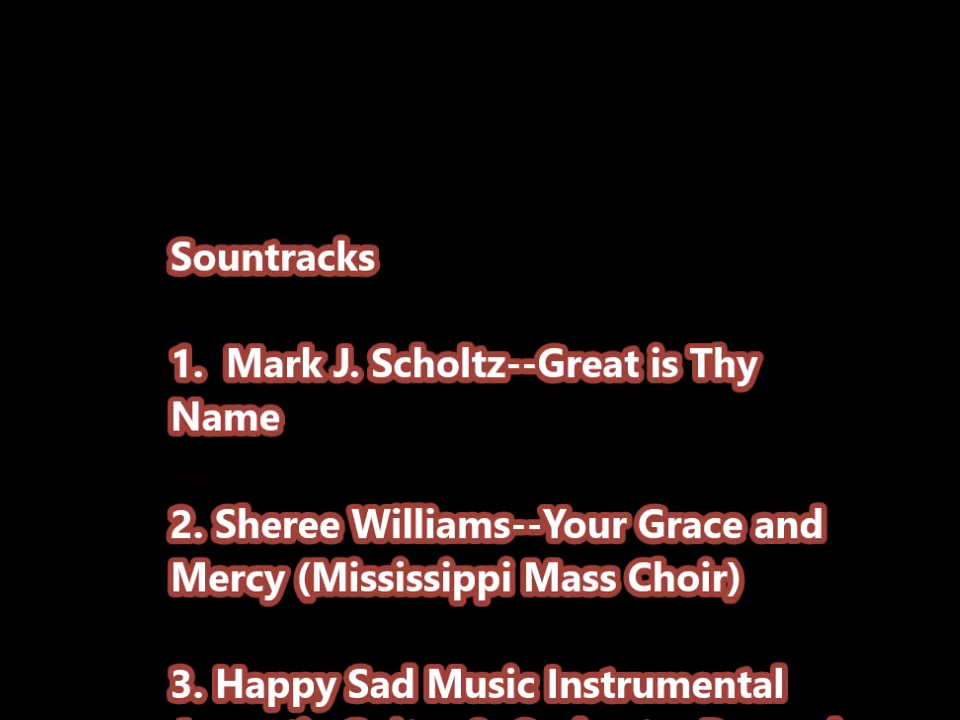 Sountracks
1. Mark J. Scholtz--Great is Thy
Name
2. Sheree Williams--Your Grace and
Mercy (Mississippi Mass Choir)
3. Happy Sad Music Instrumental